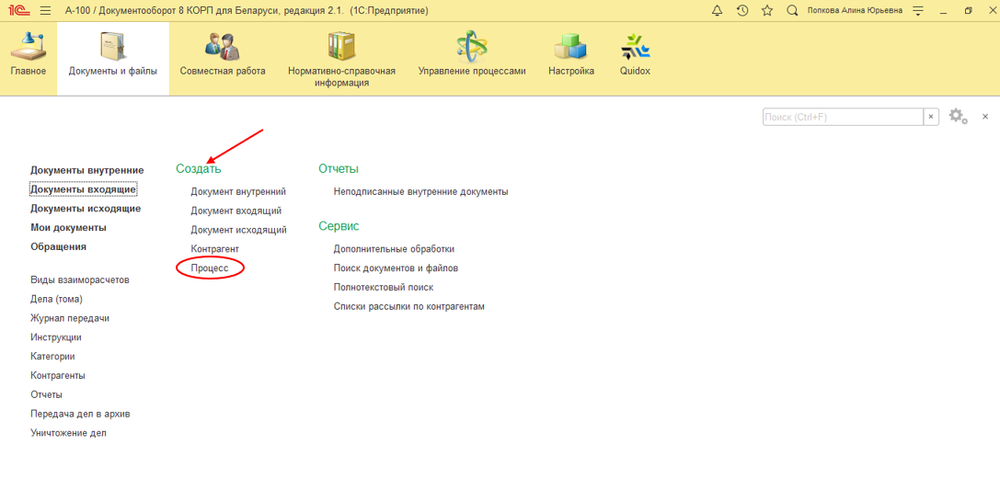 1С А-100 / Документооборот 8 КОРП для Беларуси, редакция 2.1. (1С:Предприятие) Попкова Алина Юрьевна
Главное
Документы и файлы
Совместная работа
Нормативно-справочная
информация
Управление процессами
Настройка
Quidox
Поиск (Ctrl+F)
Документы внутренние
Документы входящие
Документы исходящие
Мои документы
Обращения
Виды взаиморасчетов
Дела (тома)
Журнал передачи
Инструкции
Категории
Контрагенты
Отчеты
Передача дел в архив
Уничтожение дел
Создать
Документ внутренний
Документ входящий
Документ исходящий
Контрагент
Процесс
Отчеты
Неподписанные внутренние документы
Сервис
Дополнительные обработки
Поиск документов и файлов
Полнотекстовый поиск
Списки рассылки по контрагентам